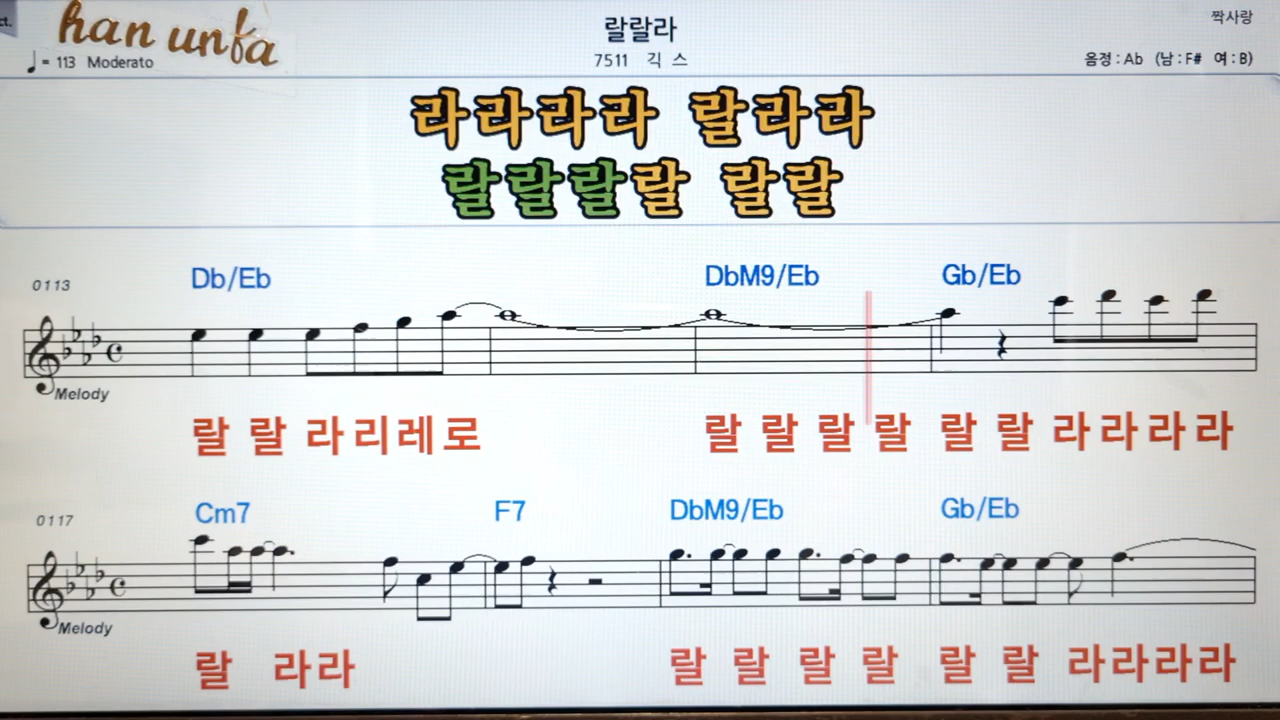 ct.
han unfa
랄랄라
짝사랑
♩= 113 Moderato
7511 긱 스
음정 : Ab (남 : F# 여 : B)
라라라라 랄라라
랄랄랄랄 랄랄
Db/Eb DbM9/Eb Gb/Eb
0113
Melody
랄 랄 라리레로 랄 랄 랄 랄 랄 랄 라라라라
Cm7 F7 DbM9/Eb Gb/Eb
0117
Melody
랄 라라 랄 랄 랄 랄 랄 랄 라라라라